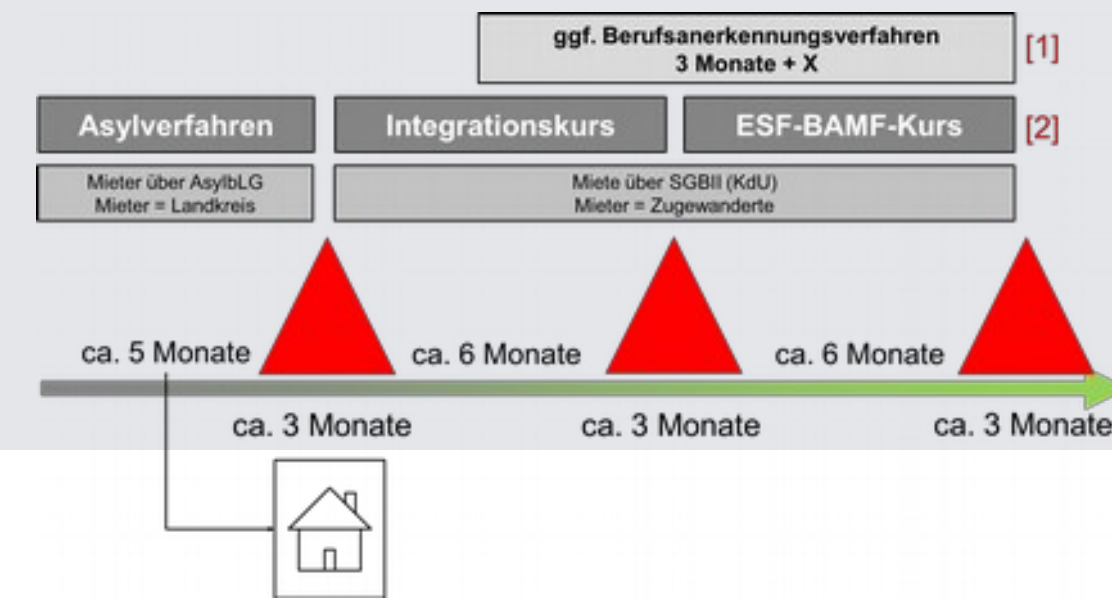 ggf. Berufsanerkennungsverfahren
3 Monate + X
[1]
Asylverfahren
Integrationskurs
ESF-BAMF-Kurs
[2]
Mieter über AsylbLG
Mieter = Landkreis
Miete über SGBII (KdU)
Mieter = Zugewanderte
ca. 5 Monate
ca. 6 Monate
ca. 6 Monate
ca. 3 Monate
ca. 3 Monate
ca. 3 Monate